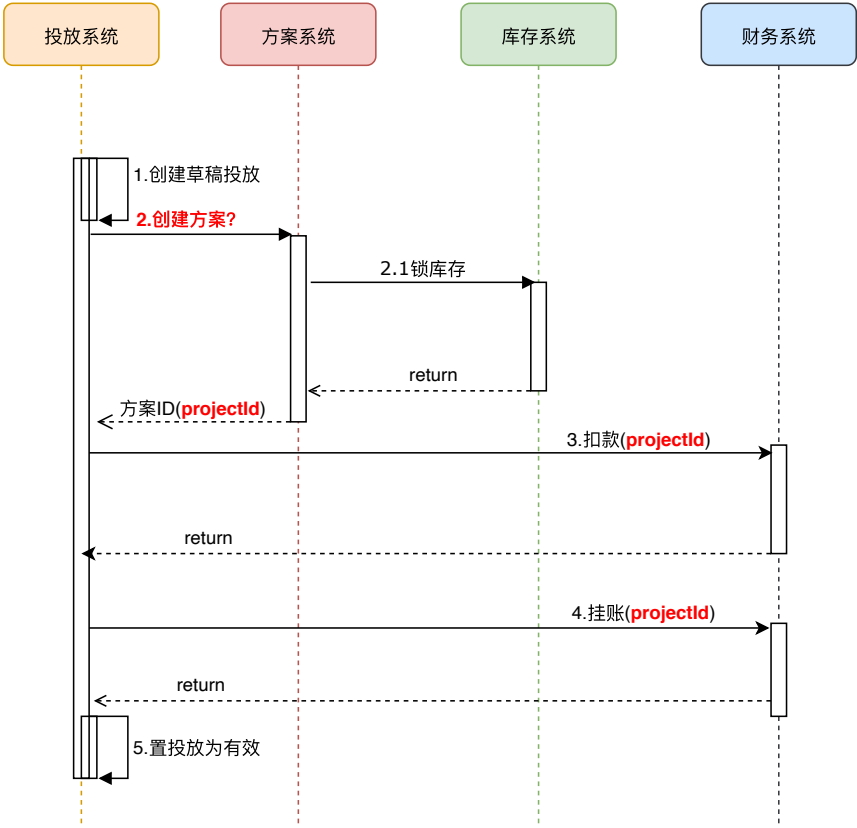 投放系统
方案系统
库存系统
财务系统
1.创建草稿投放
2.创建方案?
2.1锁库存
return
方案ID(projectId)
3.扣款(projectId)
return
4.挂账(projectId)
return
5.置投放为有效